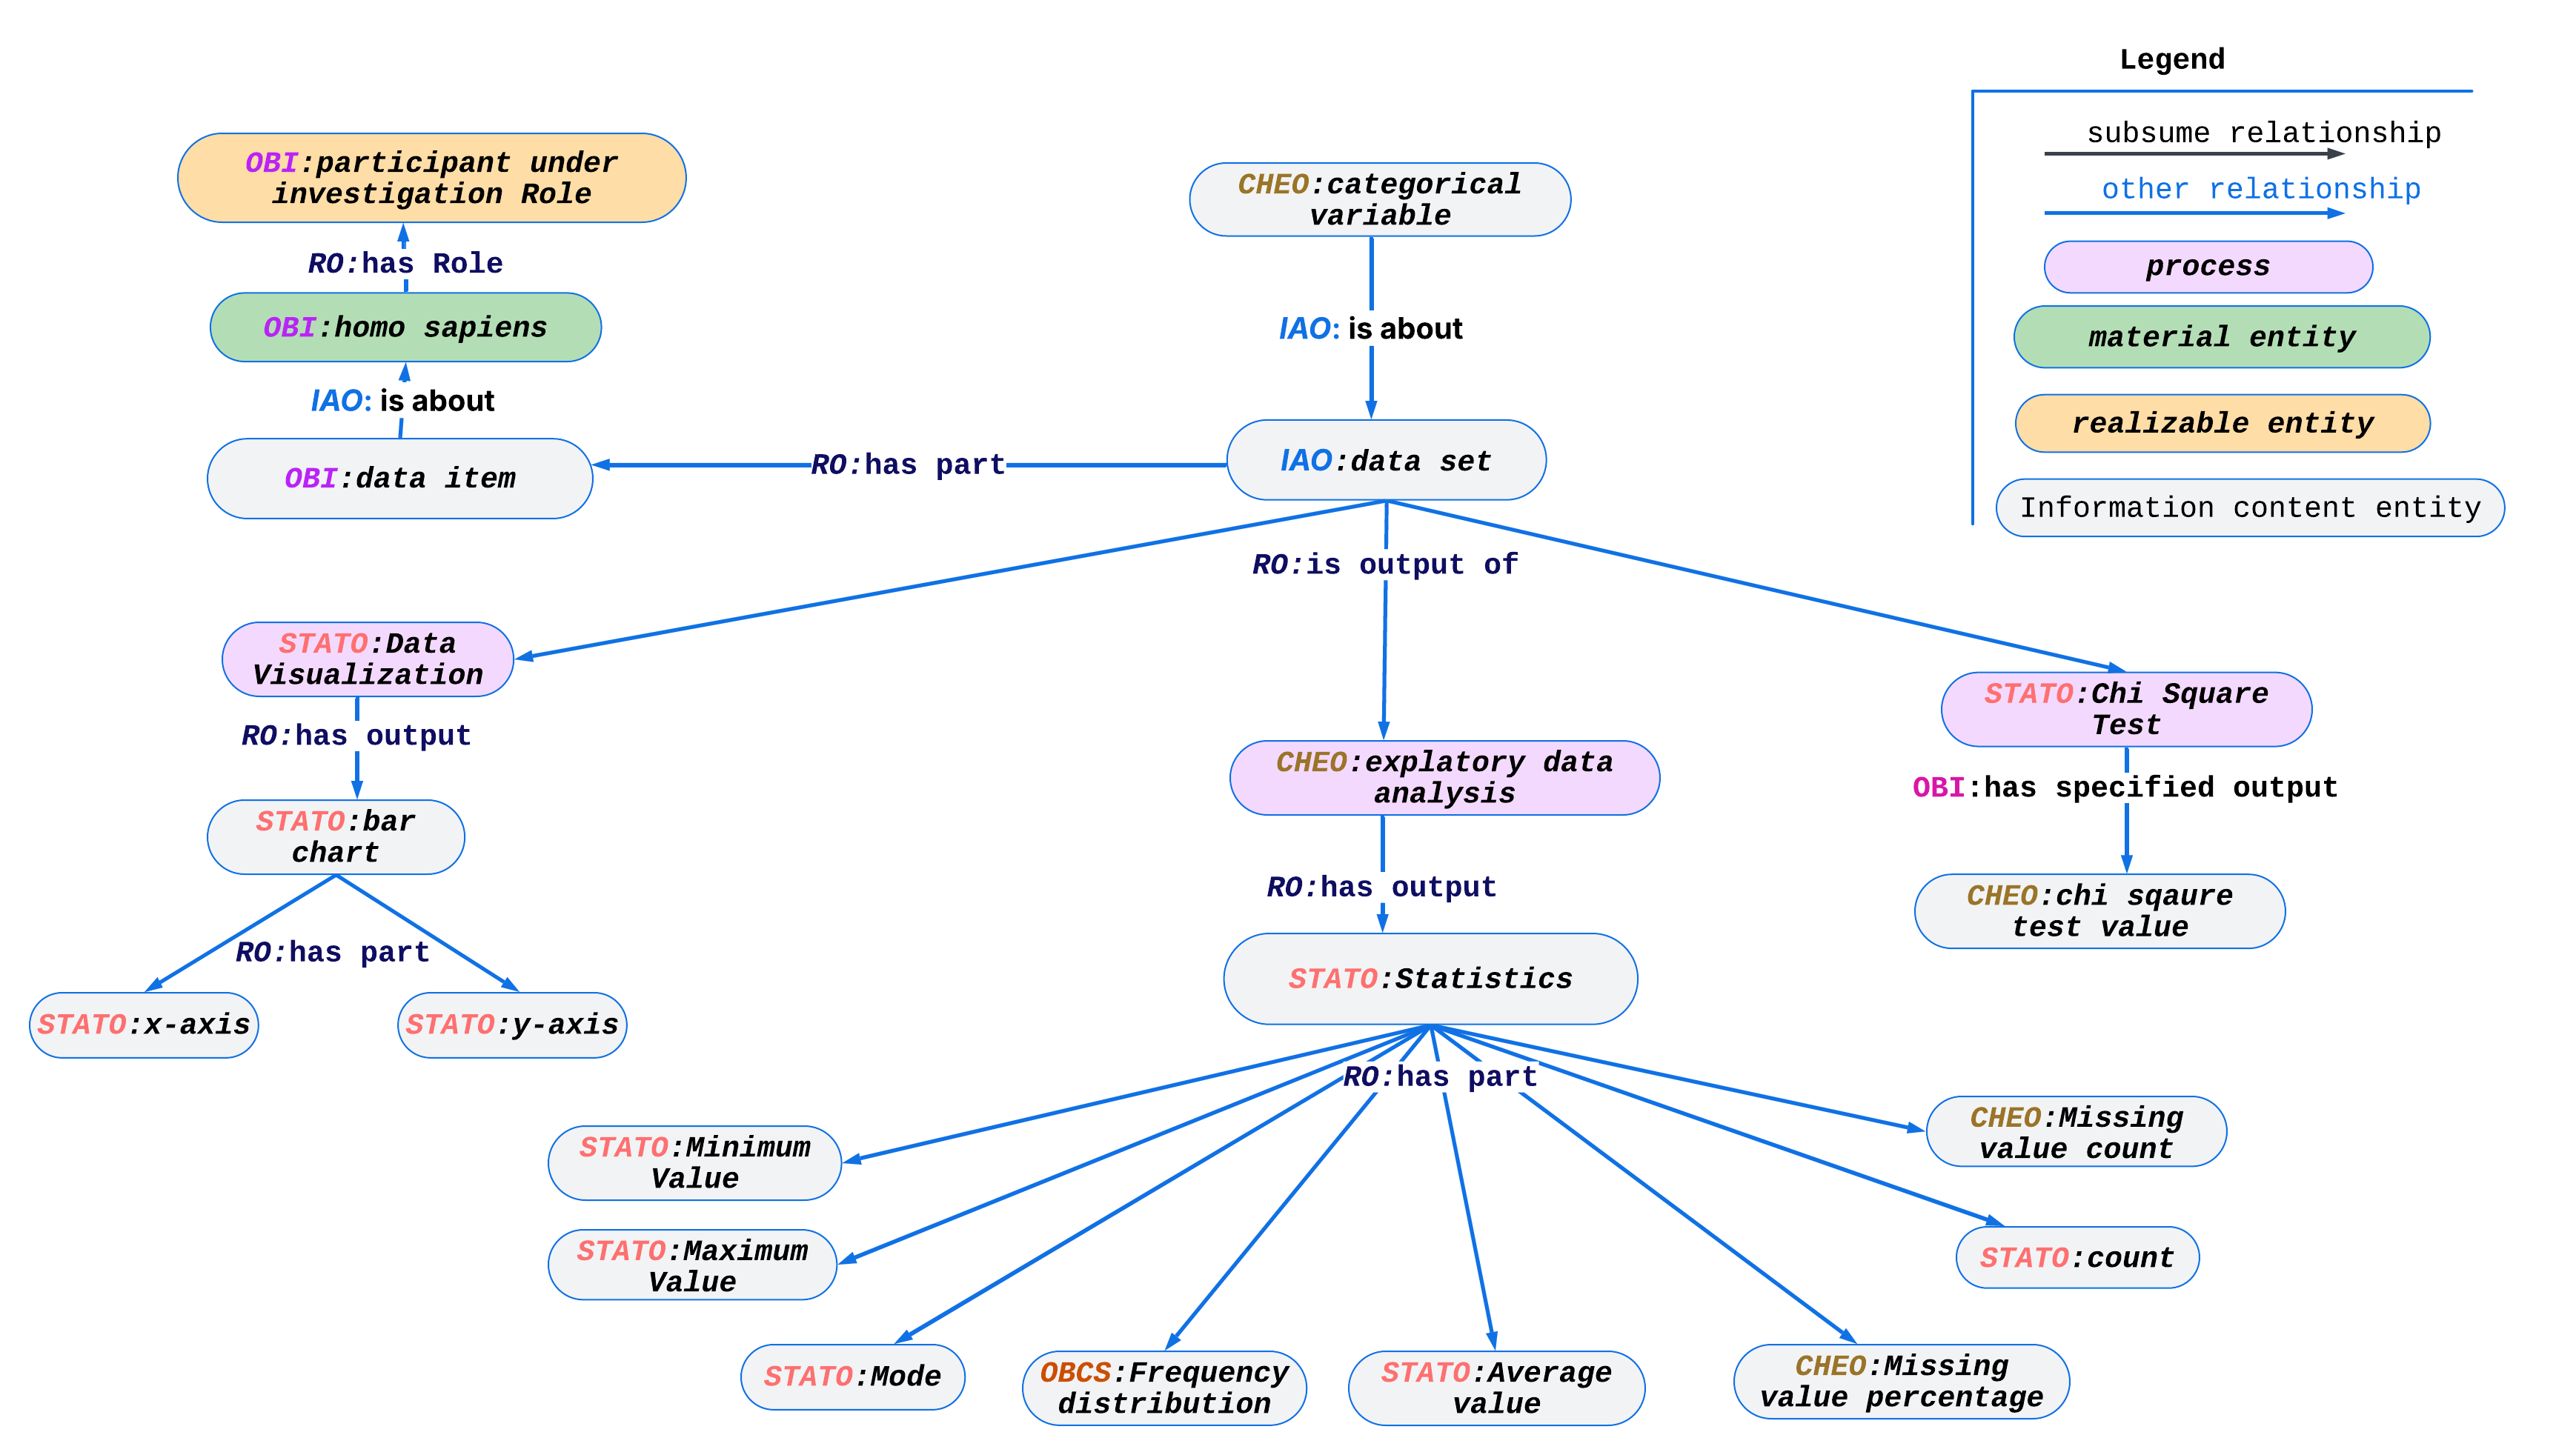 Legend
subsume relationship
other relationship
process
material entity
realizable entity
Information content entity
OBI:participant under
investigation Role
RO:has Role
OBI:homo sapiens
IAO: is about
OBI:data item
CHEO:categorical
variable
IAO: is about
IAO:data set
RO:has part
RO:is output of
STATO:Data
Visualization
RO:has output
STATO:bar
chart
RO:has part
STATO:x-axis
STATO:y-axis
CHEO:explatory data
analysis
RO:has output
STATO:Statistics
RO:has part
STATO:Chi Square
Test
OBI:has specified output
CHEO:chi sqaure
test value
STATO:Minimum
Value
STATO:Maximum
Value
STATO:Mode
OBCS:Frequency
distribution
STATO:Average
value
CHEO:Missing
value percentage
STATO:count
CHEO:Missing
value count